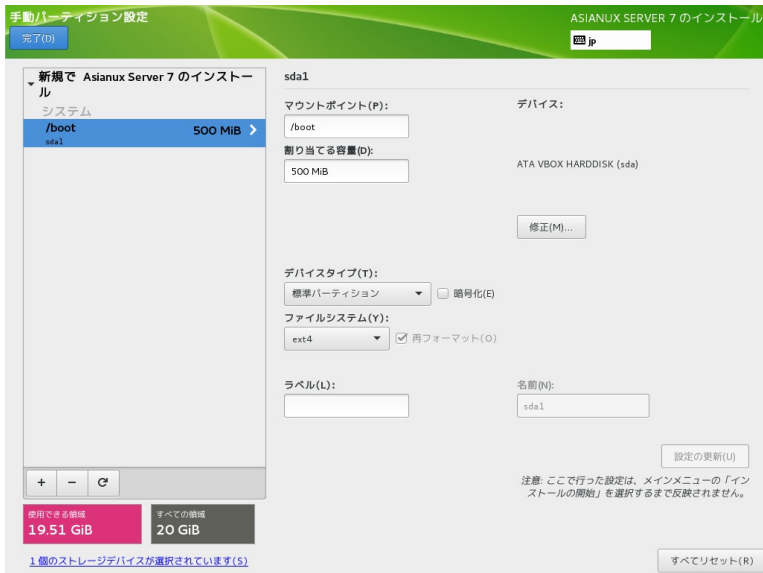 手動パーティション設定
ASIANUX SERVER 7 のインストール
完了(D)
jp
新規で Asianux Server 7 のインストー
ル
システム
/boot
500 MiB
sda1
sda1
マウントポイント(P):
/boot
割り当てる容量(D):
500 MiB
デバイス:
ATA VBOX HARDDISK (sda)
修正(M)...
デバイスタイプ(T):
標準パーティション
暗号化(E)
ファイルシステム(Y):
ext4
再フォーマット(O)
ラベル(L):
名前(N):
sda1
設定の更新(U)
注意: ここで行った設定は、メインメニューの「イン
ストールの開始」を選択するまで反映されません。
+ −
使用できる領域
19.51 GiB
すべての領域
20 GiB
1 個のストレージデバイスが選択されています(S)
すべてリセット(R)